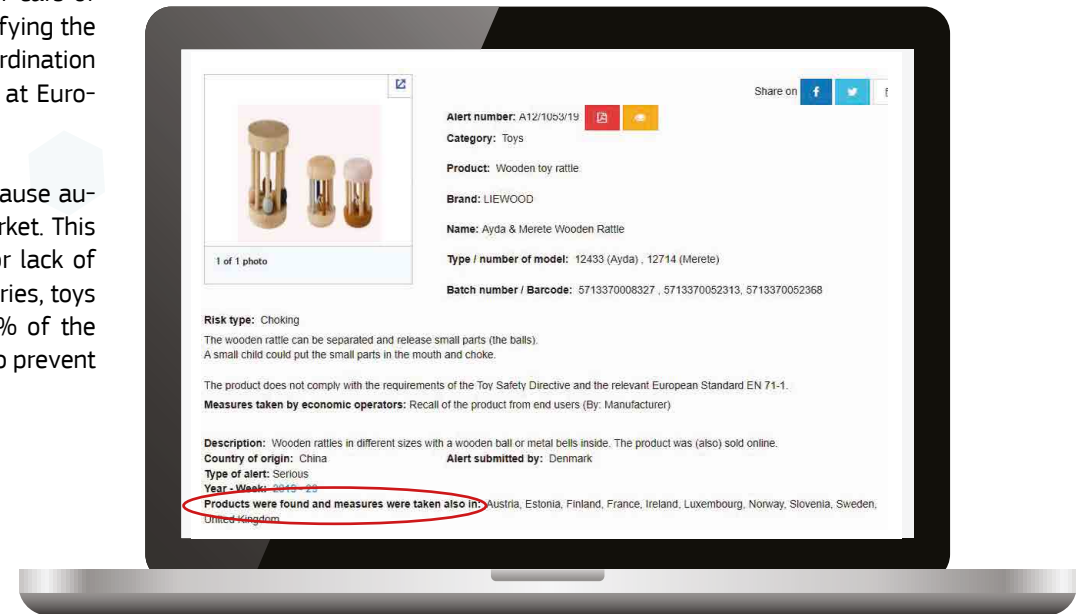 r care of
fying the
rdination
at Euro-
ause au-
rket. This
or lack of
ries, toys
% of the
o prevent
Share on
Alert number: A12/1053/19
Category: Toys
Product: Wooden toy rattle
Brand: LIEWOOD
Name: Ayda & Merete Wooden Rattle
1 of 1 photo
Type / number of model: 12433 (Ayda) , 12714 (Merete)
Batch number / Barcode: 5713370008327 , 5713370052313, 5713370052368
Risk type: Choking
The wooden rattle can be separated and release small parts (the balls).
A small child could put the small parts in the mouth and choke.
The product does not comply with the requirements of the Toy Safety Directive and the relevant European Standard EN 71-1.
Measures taken by economic operators: Recall of the product from end users (By: Manufacturer)
Description: Wooden rattles in different sizes with a wooden ball or metal bells inside. The product was (also) sold online.
Country of origin: China Alert submitted by: Denmark
Type of alert: Serious
Year - Week: 2019 - 29
Products were found and measures were taken also in: Austria, Estonia, Finland, France, Ireland, Luxembourg, Norway, Slovenia, Sweden,
United Kingdom